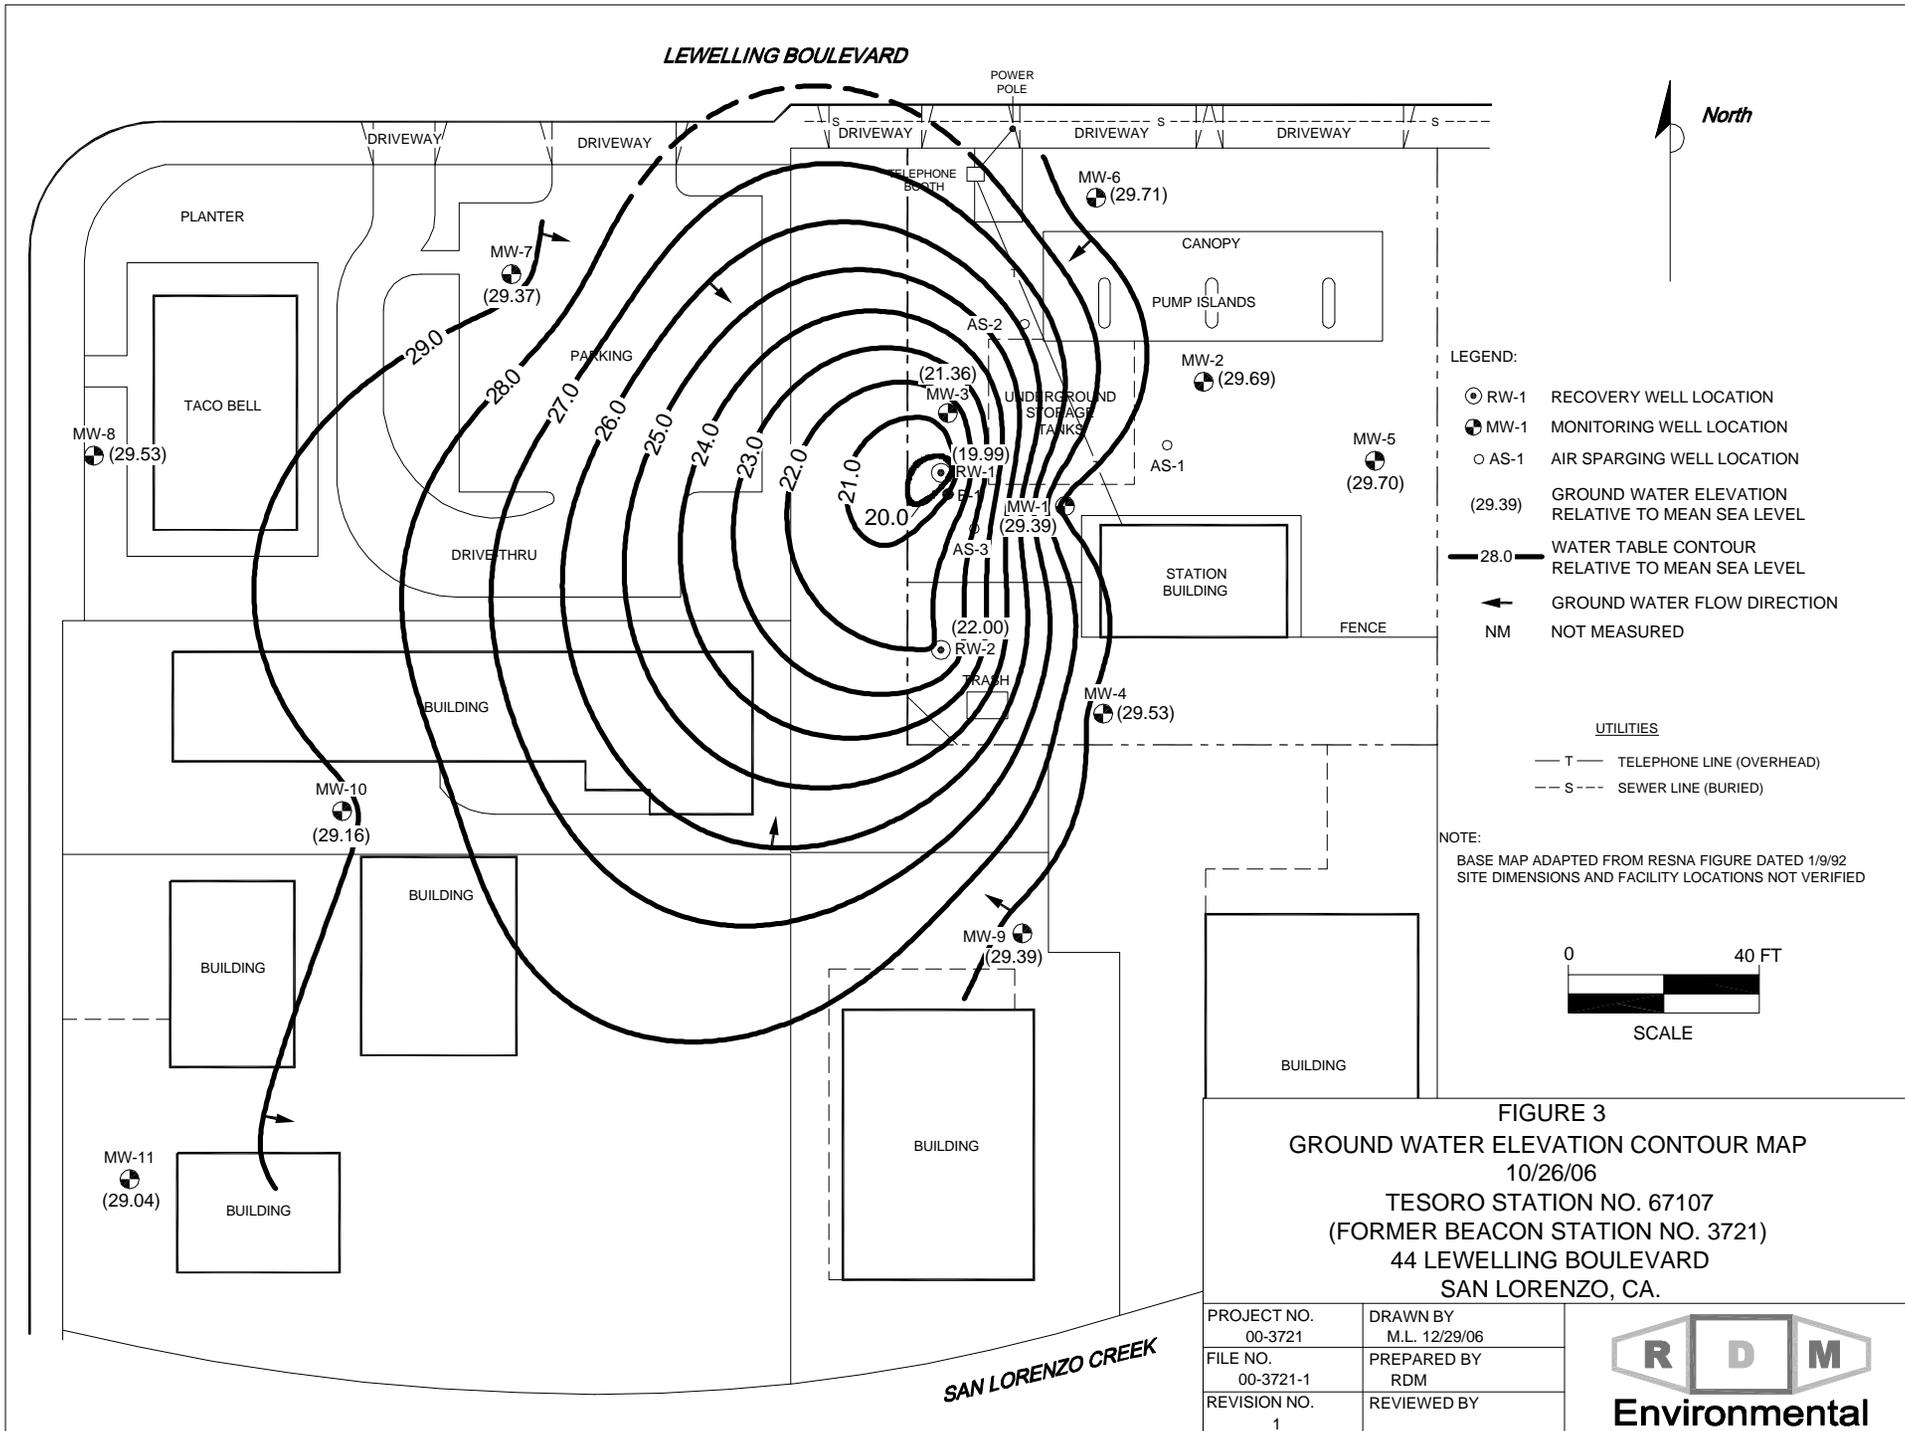 LEWELLING BOULEVARD
POWER
POLE
North
S
S
S
DRIVEWAY
DRIVEWAY
DRIVEWAY
DRIVEWAY
DRIVEWAY
TELEPHONE
BOOTH
MW-6
(29.71)
PLANTER
CANOPY
MW-7
(29.37)
T
PUMP ISLANDS
AS-2
29.0
PARKING
28.0
27.0
26.0
25.0
24.0
23.0
22.0
21.0
20.0
(21.36)
MW-3
MW-2
(29.69)
UNDERGROUND
STORAGE
TANKS
TACO BELL
MW-8
(29.53)
(19.99)
RW-1
B-1
AS-1
MW-5
(29.70)
MW-1
(29.39)
AS-3
DRIVE-THRU
STATION
BUILDING
(22.00)
RW-2
FENCE
TRASH
MW-4
(29.53)
BUILDING
MW-10
(29.16)
BUILDING
BUILDING
MW-9
(29.39)
BUILDING
BUILDING
MW-11
(29.04)
BUILDING
SAN LORENZO CREEK
LEGEND:
RW-1 RECOVERY WELL LOCATION
MW-1 MONITORING WELL LOCATION
AS-1 AIR SPARGING WELL LOCATION
(29.39) GROUND WATER ELEVATION
RELATIVE TO MEAN SEA LEVEL
28.0 WATER TABLE CONTOUR
RELATIVE TO MEAN SEA LEVEL
GROUND WATER FLOW DIRECTION
NM NOT MEASURED
UTILITIES
T TELEPHONE LINE (OVERHEAD)
S SEWER LINE (BURIED)
NOTE:
BASE MAP ADAPTED FROM RESNA FIGURE DATED 1/9/92
SITE DIMENSIONS AND FACILITY LOCATIONS NOT VERIFIED
0 40 FT
SCALE
FIGURE 3
GROUND WATER ELEVATION CONTOUR MAP
10/26/06
TESORO STATION NO. 67107
(FORMER BEACON STATION NO. 3721)
44 LEWELLING BOULEVARD
SAN LORENZO, CA.
PROJECT NO.
00-3721
DRAWN BY
M.L. 12/29/06
FILE NO.
00-3721-1
PREPARED BY
RDM
REVISION NO.
1
REVIEWED BY
R D M
Environmental